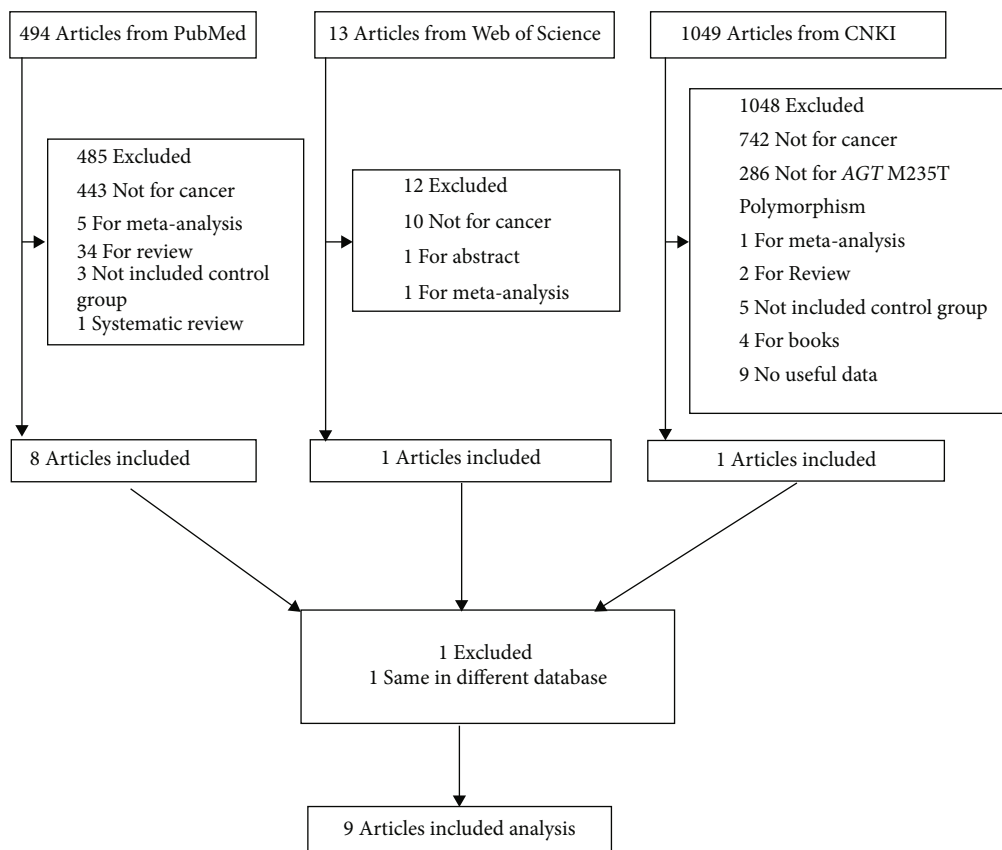 494 Articles from PubMed
13 Articles from Web of Science
1049 Articles from CNKI
485 Excluded
443 Not for cancer
5 For meta-analysis
34 For review
3 Not included control
group
1 Systematic review
12 Excluded
10 Not for cancer
1 For abstract
1 For meta-analysis
1048 Excluded
742 Not for cancer
286 Not for AGT M235T
Polymorphism
1 For meta-analysis
2 For Review
5 Not included control group
4 For books
9 No useful data
8 Articles included
1 Articles included
1 Articles included
1 Excluded
1 Same in different database
9 Articles included analysis